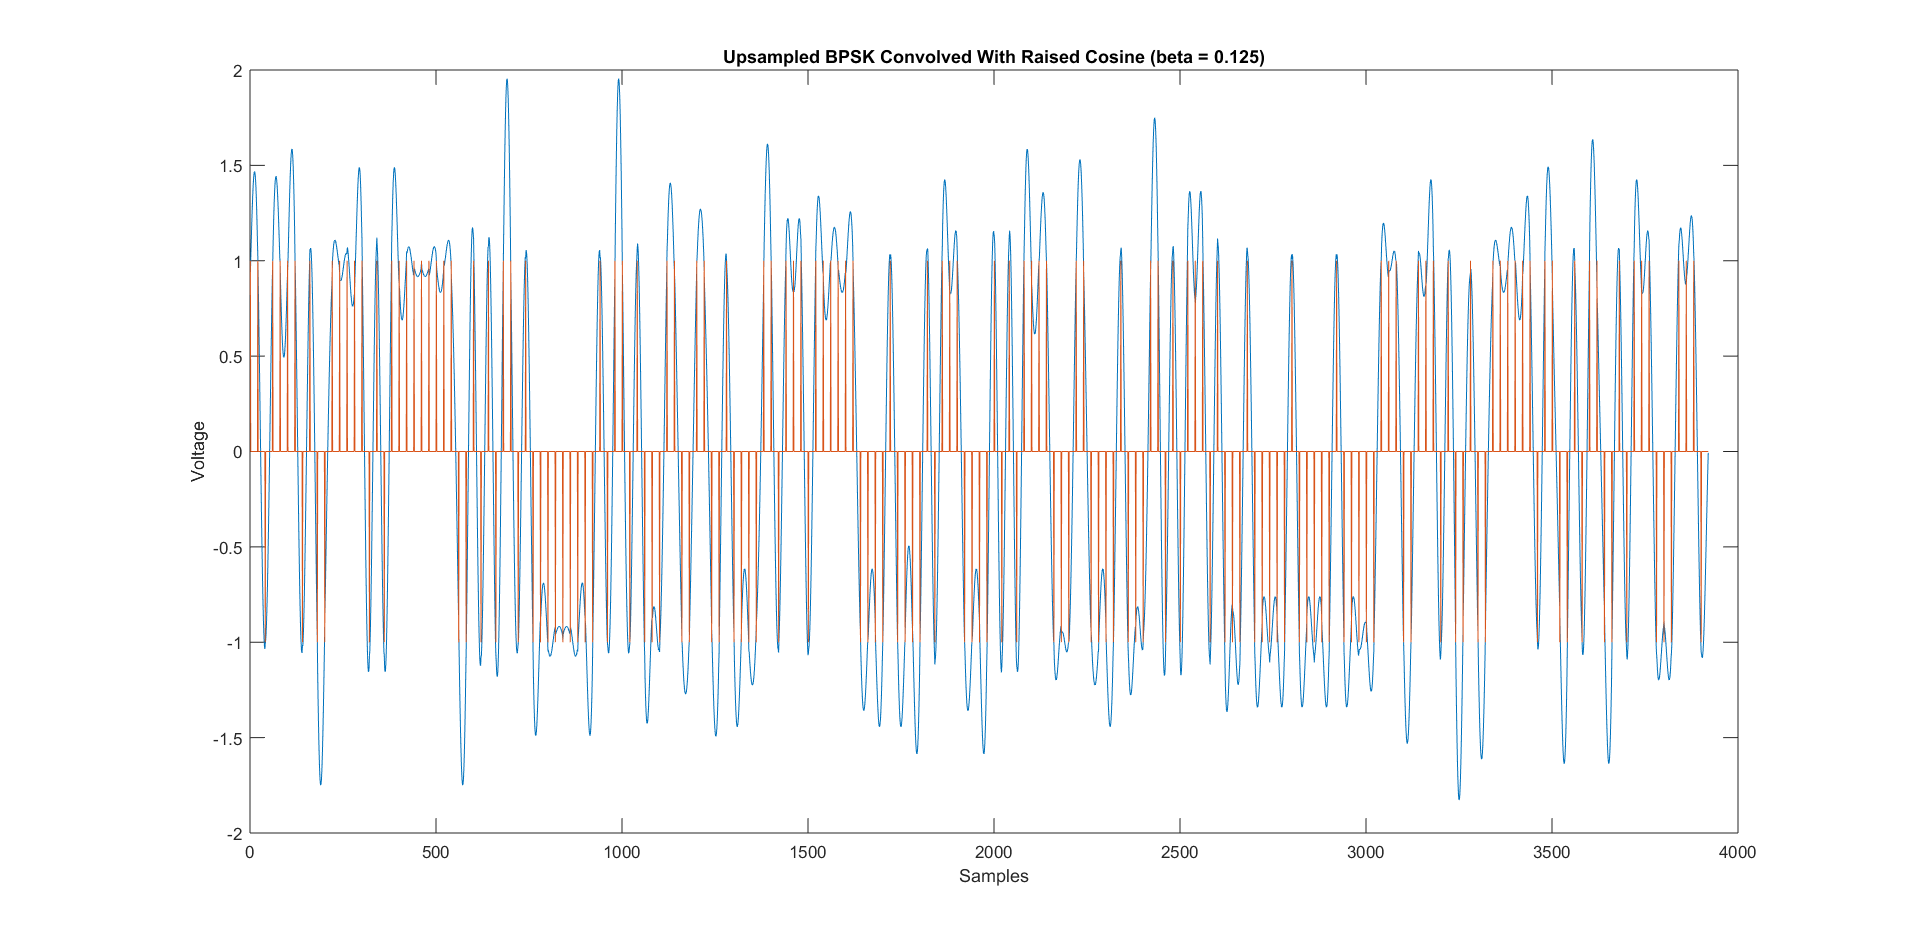 Upsampled BPSK Convolved With Raised Cosine (beta = 0.125)
2
1.5
1
0.5
0
-0.5
-1
-1.5
-2
Voltage
0 500 1000 1500 2000 2500 3000 3500 4000
Samples